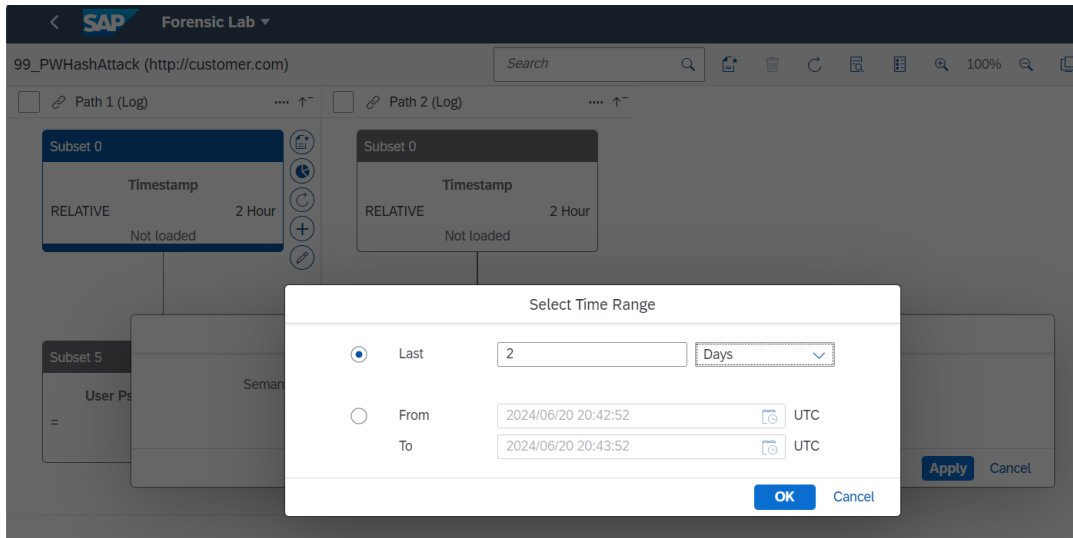 SAP Forensic Lab
99_PWHashAttack (http://customer.com) Search 100%
Path 1 (Log) Path 2 (Log)
Subset 0 Subset 0
Timestamp Timestamp
RELATIVE 2 Hour RELATIVE 2 Hour
Not loaded Not loaded
Select Time Range
Last 2 Days
Subset 5
Seman
User Ps
=
From 2024/06/20 20:42:52 UTC
To 2024/06/20 20:43:52 UTC
Apply Cancel
OK Cancel